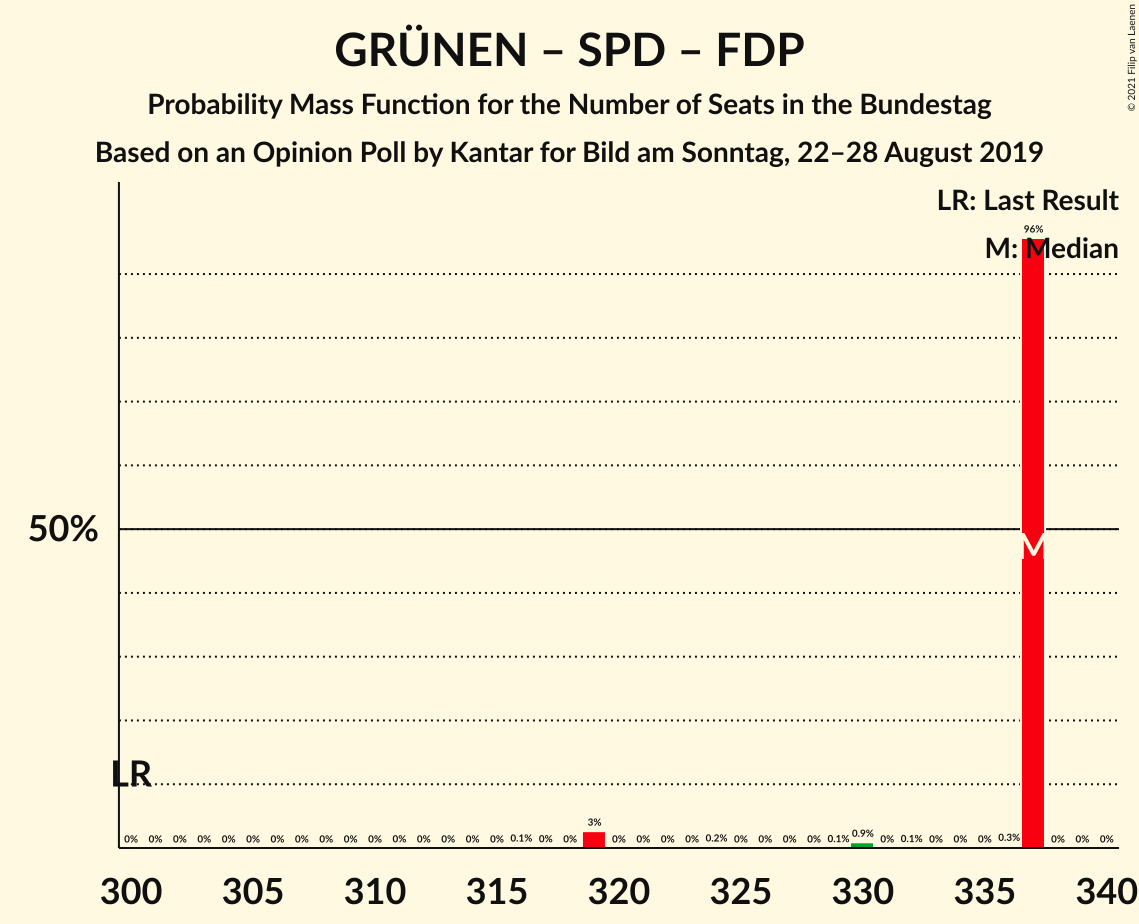 GRÜNEN – SPD – FDP
Probability Mass Function for the Number of Seats in the Bundestag
Based on an Opinion Poll by Kantar for Bild am Sonntag, 22–28 August 2019
© 2021 Filip van Laenen
LR: Last Result
M: Median
96%
50%
M
LR
0% 0% 0% 0% 0% 0% 0% 0% 0% 0% 0% 0% 0% 0% 0% 0% 0.1% 0% 0% 3% 0% 0% 0% 0% 0.2% 0% 0% 0% 0% 0.1% 0.9% 0% 0.1% 0% 0% 0% 0.3% 0% 0% 0%
300 305 310 315 320 325 330 335 340